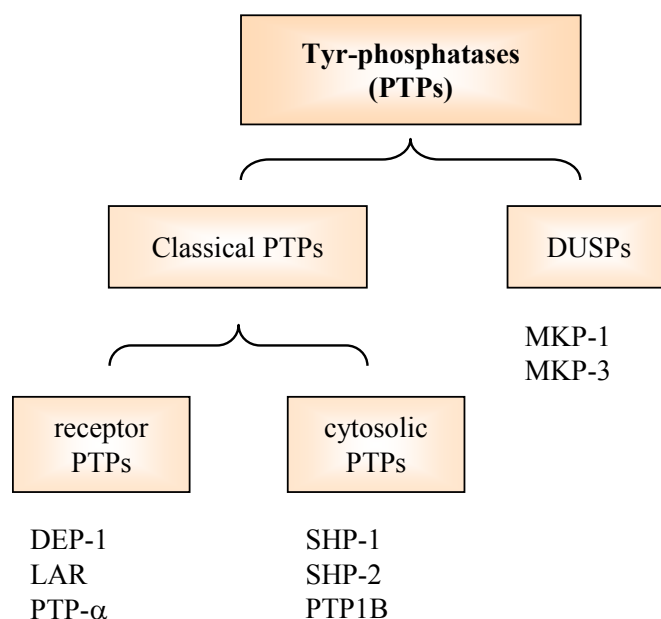 Tyr-phosphatases
(PTPs)
Classical PTPs
DUSPs
MKP-1
MKP-3
receptor
PTPs
cytosolic
PTPs
DEP-1
LAR
PTP-α
SHP-1
SHP-2
PTP1B